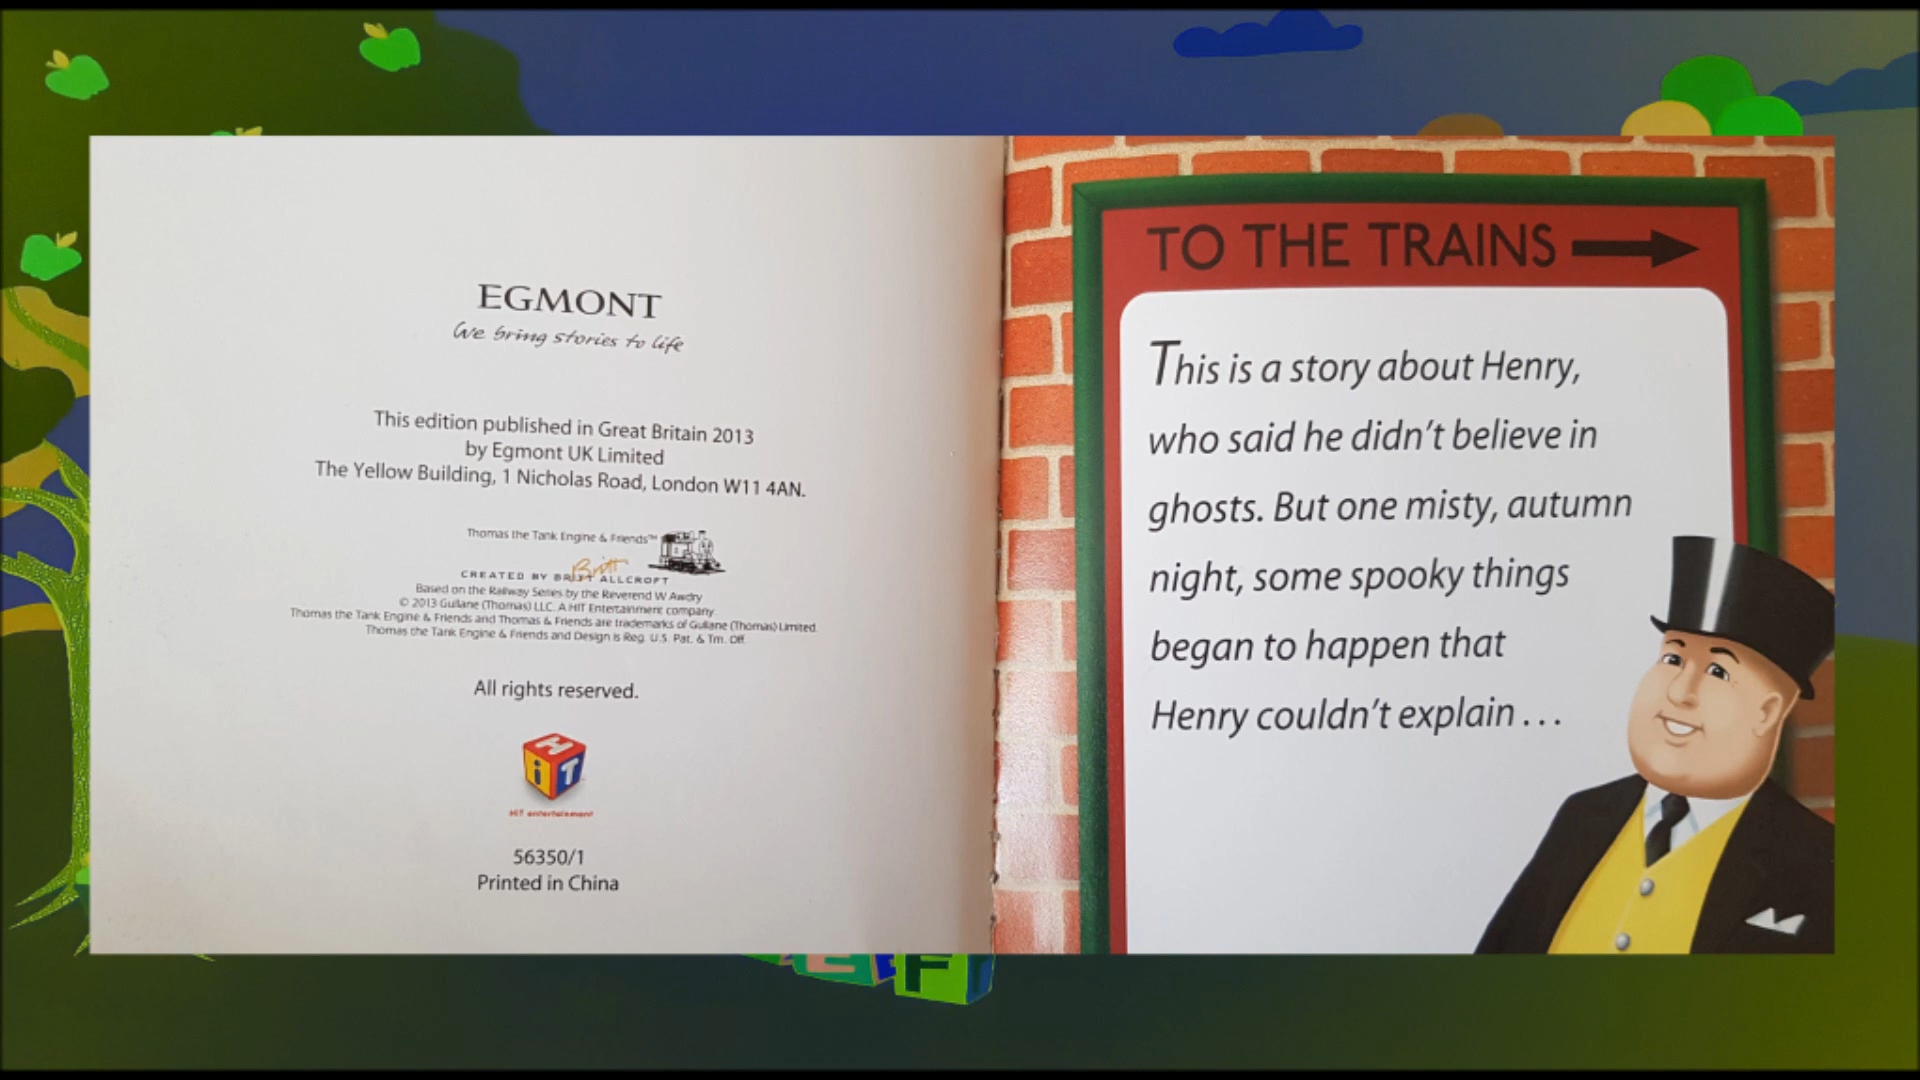 EGMONT
We bring stories to life
This edition published in Great Britain 2013
by Egmont UK Limited
The Yellow Building, 1 Nicholas Road, London W11 4AN.
Thomas the Tank Engine & Friends™
CREATED BY BRITT ALLCROFT
Britt
Based on the Railway Series by the Reverend W Awdry
© 2013 Gullane (Thomas) LLC. A HIT Entertainment company.
Thomas the Tank Engine & Friends and Thomas & Friends are trademarks of Gullane (Thomas) Limited.
Thomas the Tank Engine & Friends and Design is Reg. U.S. Pat. & Tm. Off.
All rights reserved.
HiT
HiT entertainment
56350/1
Printed in China
TO THE TRAINS →
This is a story about Henry,
who said he didn't believe in
ghosts. But one misty, autumn
night, some spooky things
began to happen that
Henry couldn't explain . . .
E F